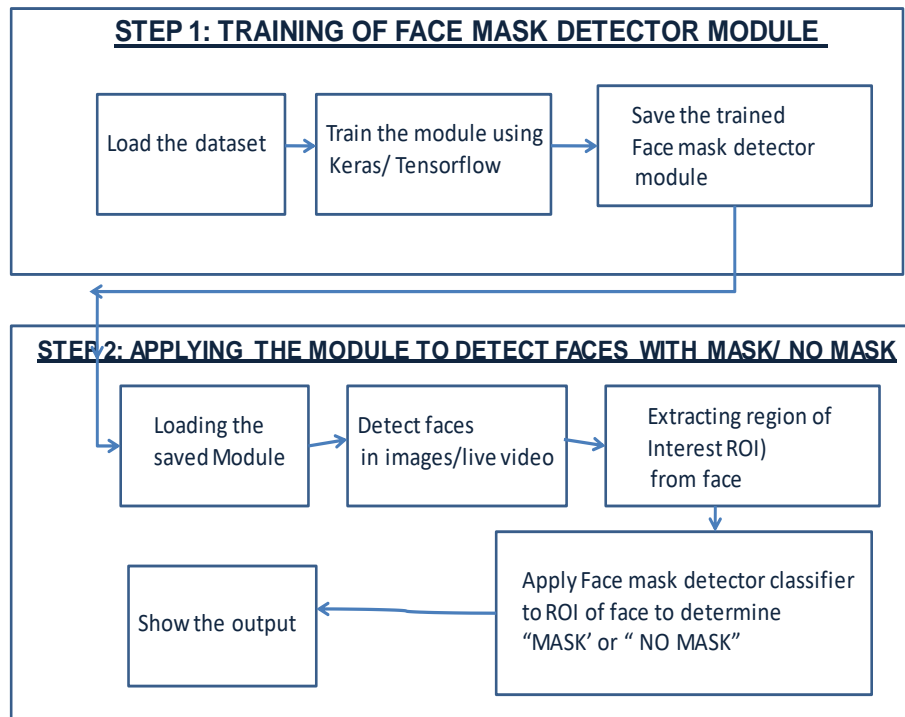 STEP 1: TRAINING OF FACE MASK DETECTOR MODULE
Load the dataset
Train the module using
Keras/ Tensorflow
Save the trained
Face mask detector
module
STEP 2: APPLYING THE MODULE TO DETECT FACES WITH MASK/ NO MASK
Loading the
saved Module
Detect faces
in images/live video
Extracting region of
Interest ROI)
from face
Apply Face mask detector classifier
to ROI of face to determine
“MASK’ or “ NO MASK”
Show the output